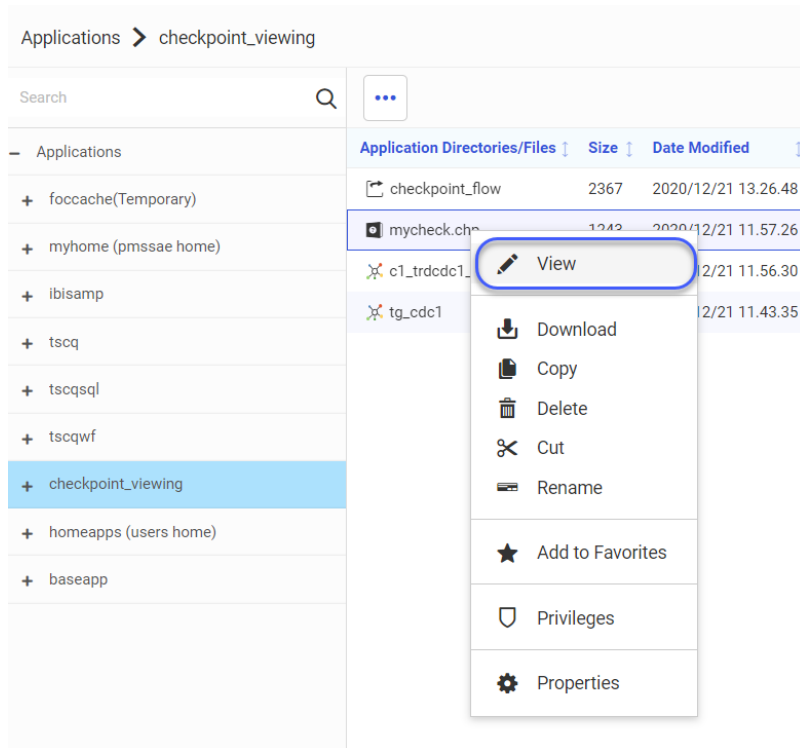 Applications > checkpoint_viewing
Search
Applications
foccache(Temporary)
myhome (pmssae home)
ibisamp
tscq
tscqsql
tscqwf
checkpoint_viewing
homeapps (users home)
baseapp
Application Directories/Files Size Date Modified
checkpoint_flow 2367 2020/12/21 13.26.48
mycheck.chp 1243 2020/12/21 11.57.26
c1_trdcdc1_ 12/21 11.56.30
tg_cdc1 12/21 11.43.35
View
Download
Copy
Delete
Cut
Rename
Add to Favorites
Privileges
Properties